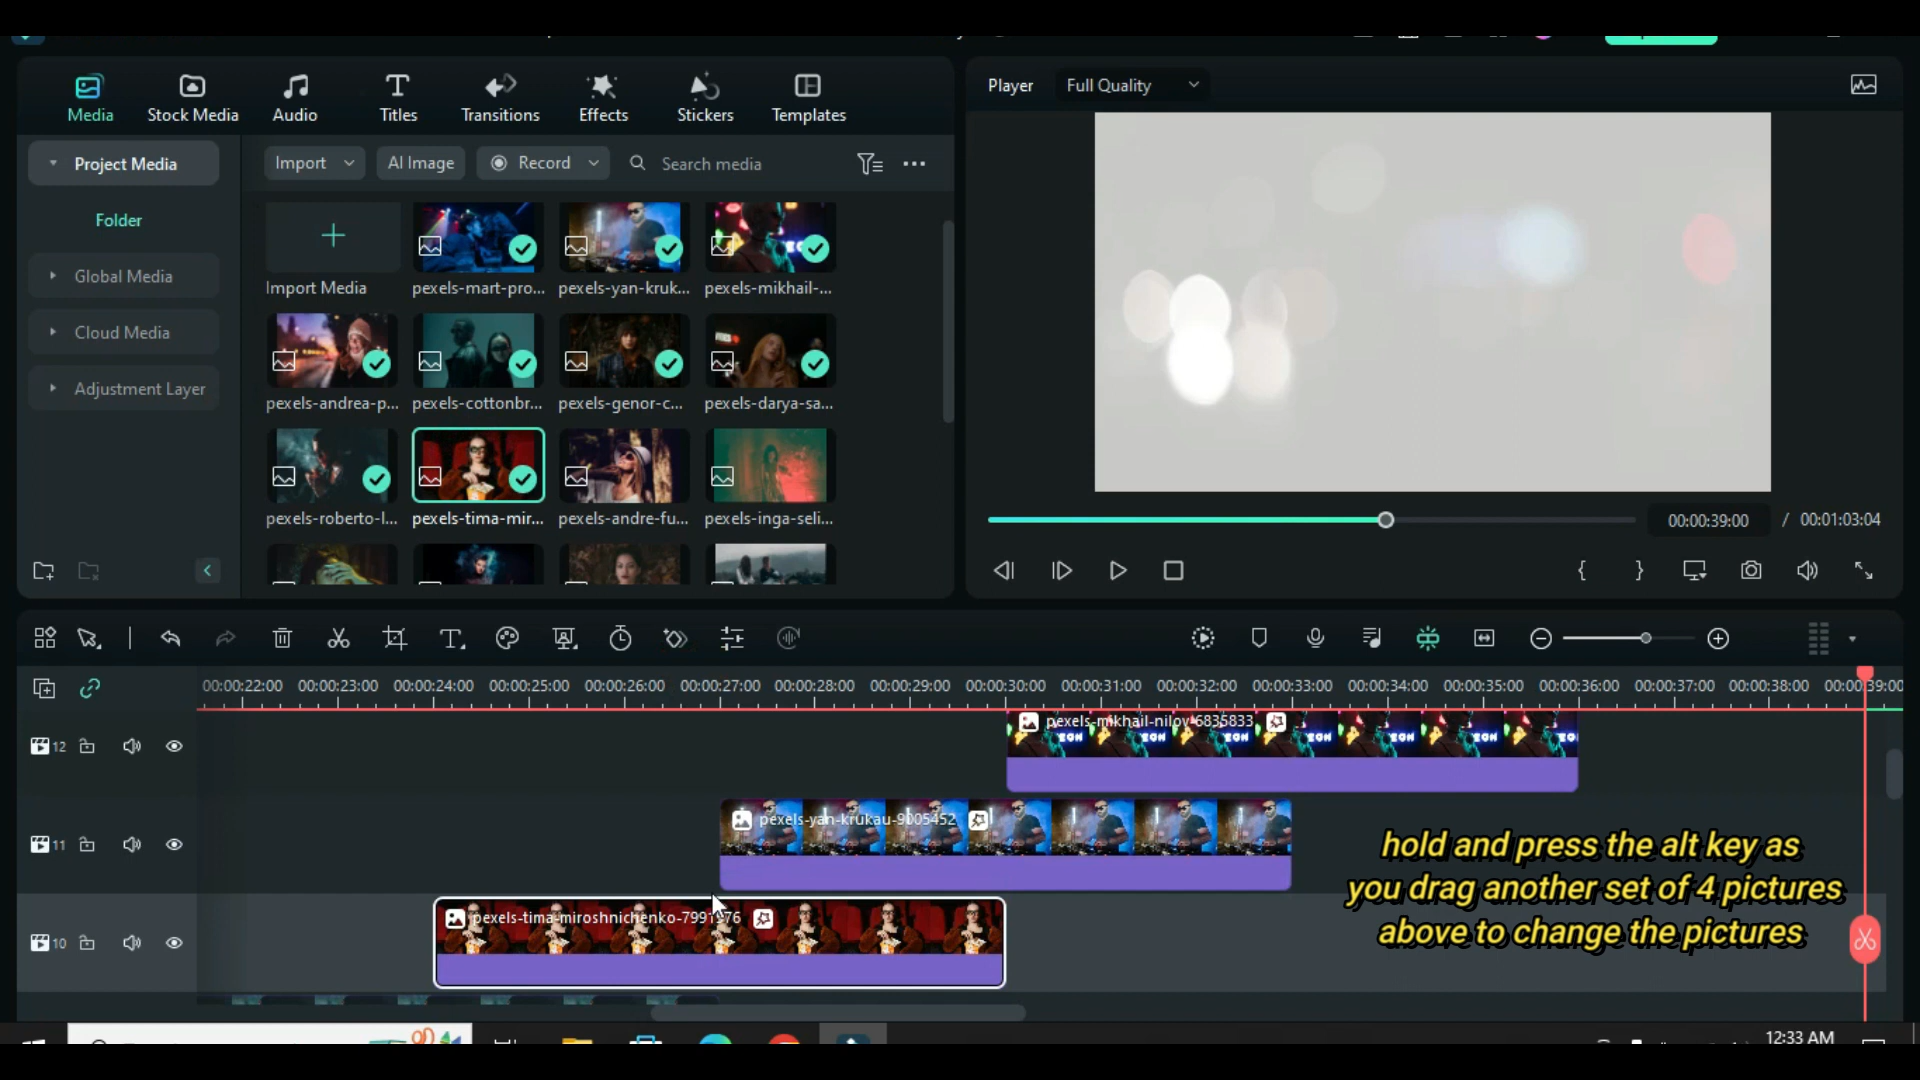 Media
Stock Media
Audio
Titles
Transitions
Effects
Stickers
Templates
Player
Full Quality
Project Media
Import
AI Image
Record
Search media
Folder
Global Media
Cloud Media
Adjustment Layer
Import Media
pexels-mart-pro...
pexels-yan-kruk...
pexels-mikhail-...
pexels-andrea-p...
pexels-cottonbr...
pexels-genor-c...
pexels-darya-sa...
pexels-roberto-l...
pexels-tima-mir...
pexels-andre-fu...
pexels-inga-seli...
00:00:39:00 / 00:01:03:04
00:00:22:00 00:00:23:00 00:00:24:00 00:00:25:00 00:00:26:00 00:00:27:00 00:00:28:00 00:00:29:00 00:00:30:00 00:00:31:00 00:00:32:00 00:00:33:00 00:00:34:00 00:00:35:00 00:00:36:00 00:00:37:00 00:00:38:00 00:00:39:00
12
pexels-mikhail-nilov-6835833
11
pexels-yan-krukau-9005452
10
pexels-tima-miroshnichenko-7991
76
hold and press the alt key as
you drag another set of 4 pictures
above to change the pictures
12:33 AM